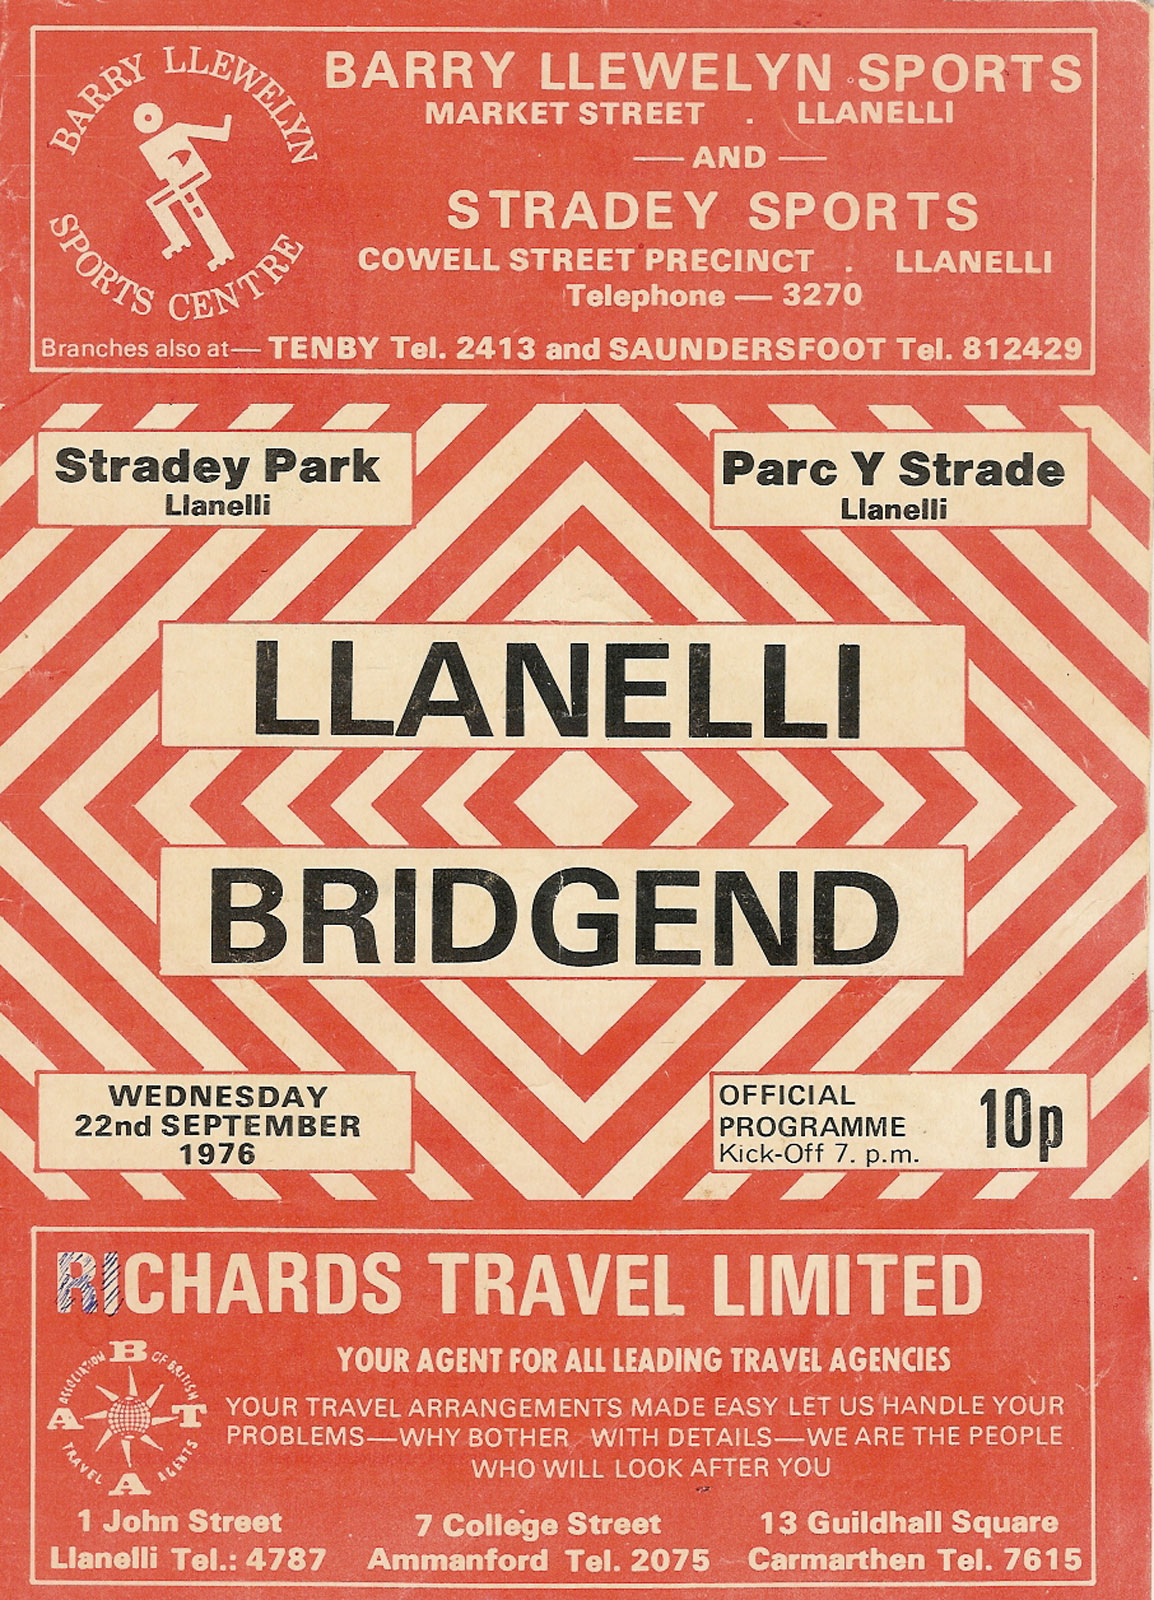 BARRY LLEWELYN
SPORTS CENTRE
BARRY LLEWELYN SPORTS
MARKET STREET . LLANELLI
— AND —
STRADEY SPORTS
COWELL STREET PRECINCT . LLANELLI
Telephone — 3270
Branches also at— TENBY Tel. 2413 and SAUNDERSFOOT Tel. 812429
Stradey Park
Llanelli
Parc Y Strade
Llanelli
LLANELLI
BRIDGEND
WEDNESDAY
22nd SEPTEMBER
1976
OFFICIAL
PROGRAMME
Kick-Off 7. p.m.
10p
RICHARDS TRAVEL LIMITED
ASSOCIATION OF BRITISH
TRAVEL AGENTS
A B T A
YOUR AGENT FOR ALL LEADING TRAVEL AGENCIES
YOUR TRAVEL ARRANGEMENTS MADE EASY LET US HANDLE YOUR
PROBLEMS—WHY BOTHER WITH DETAILS—WE ARE THE PEOPLE
WHO WILL LOOK AFTER YOU
1 John Street
Llanelli Tel.: 4787
7 College Street
Ammanford Tel. 2075
13 Guildhall Square
Carmarthen Tel. 7615